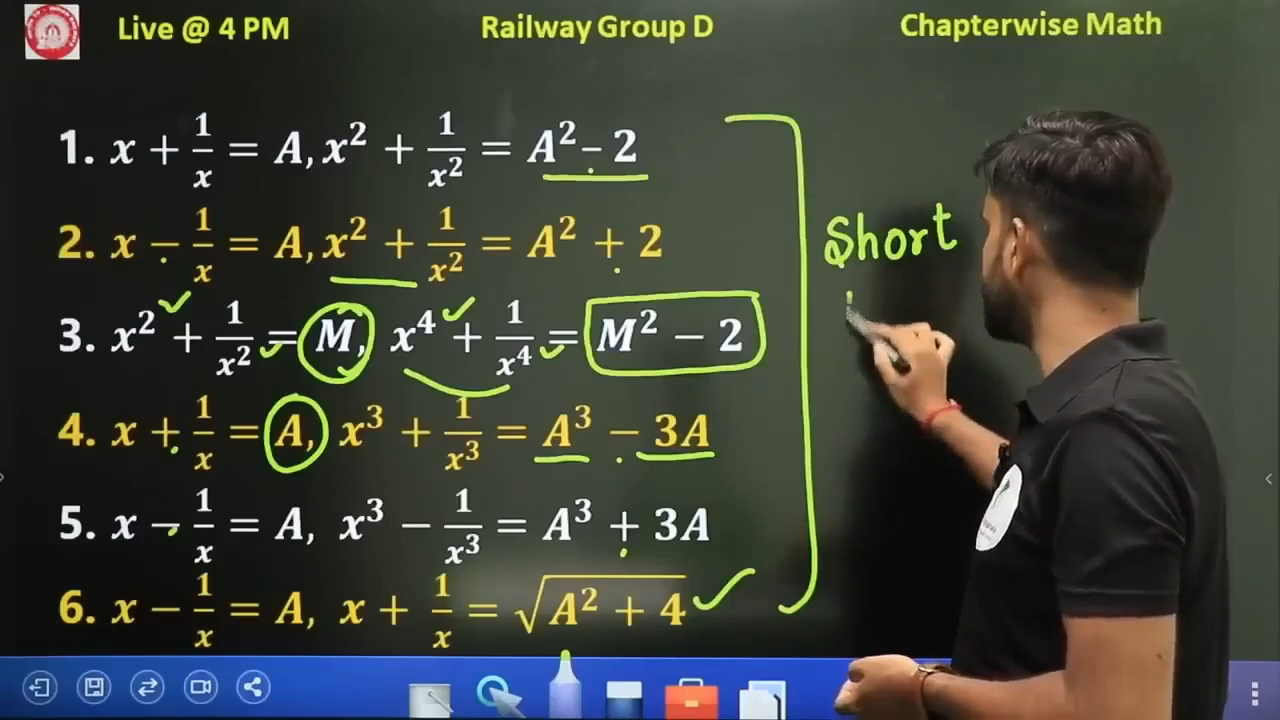 Live @ 4 PM Railway Group D Chapterwise Math
1. x + 1/x = A, x² + 1/x² = A² - 2
2. x - 1/x = A, x² + 1/x² = A² + 2
3. x² + 1/x² = M, x⁴ + 1/x⁴ = M² - 2
4. x + 1/x = A, x³ + 1/x³ = A³ - 3A
5. x - 1/x = A, x³ - 1/x³ = A³ + 3A
6. x - 1/x = A, x + 1/x = √(A² + 4)
Short